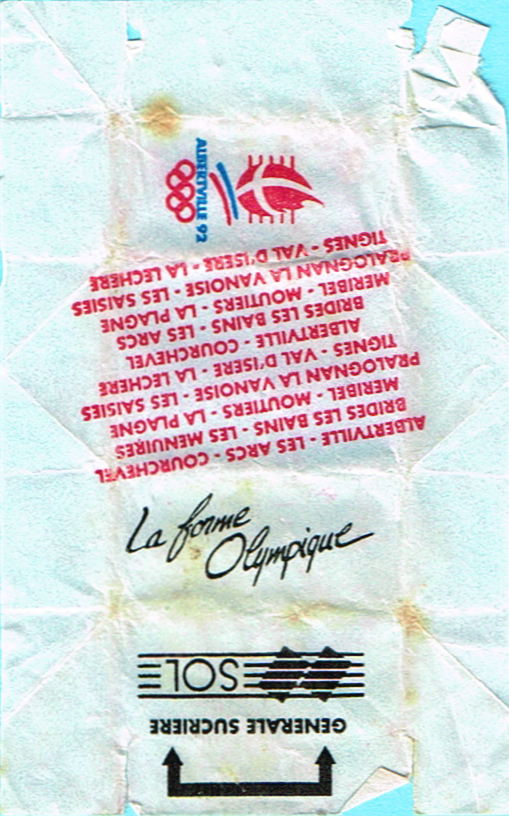 ALBERTVILLE 92
La forme
Olympique
ALBERTVILLE - LES ARCS - COURCHEVEL
BRIDES LES BAINS - LES MENUIRES
MERIBEL - MOUTIERS - LA PLAGNE
PRALOGNAN LA VANOISE - LES SAISIES
TIGNES - VAL D'ISERE - LA LECHERE
ALBERTVILLE - COURCHEVEL
BRIDES LES BAINS - LES ARCS
MERIBEL - MOUTIERS - LA PLAGNE
PRALOGNAN LA VANOISE - LES SAISIES
TIGNES - VAL D'ISERE - LA LECHERE
GENERALE SUCRIERE
SOL